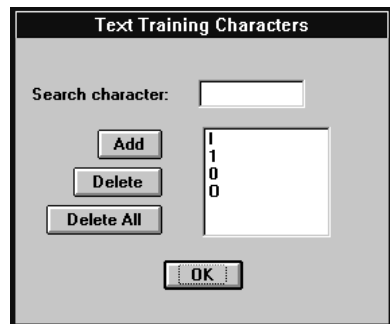 Text Training Characters
Search character:
Add
Delete
Delete All
I
1
0
O
OK